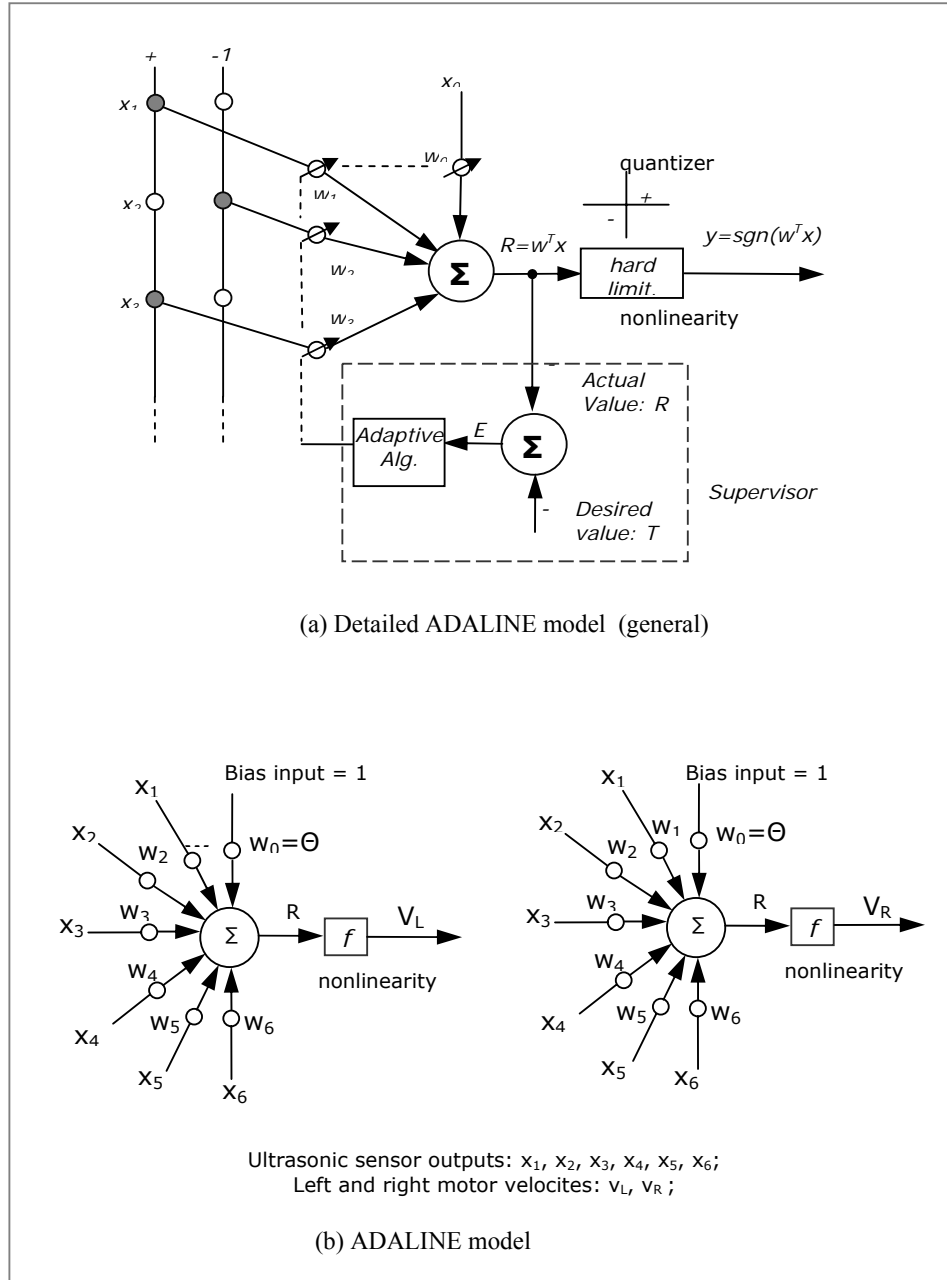 + -1
x₁
x₀
w₀
quantizer
+
-
w₁
x₂
R=wᵀx
y=sgn(wᵀx)
Σ
hard
limit.
nonlinearity
w₂
x₃
w₃
-
Actual
Value: R
Adaptive
Alg.
E
Σ
Supervisor
-
Desired
value: T
(a) Detailed ADALINE model (general)
Bias input = 1
x₁
x₂
w₂
w₀=Θ
x₃
w₃
Σ
R
f
V_L
nonlinearity
w₄
x₄
w₅
w₆
x₅
x₆
Bias input = 1
x₁
x₂
w₁
w₂
w₀=Θ
x₃
w₃
Σ
R
f
V_R
nonlinearity
w₄
x₄
w₅
w₆
x₅
x₆
Ultrasonic sensor outputs: x₁, x₂, x₃, x₄, x₅, x₆;
Left and right motor velocites: v_L, v_R ;
(b) ADALINE model